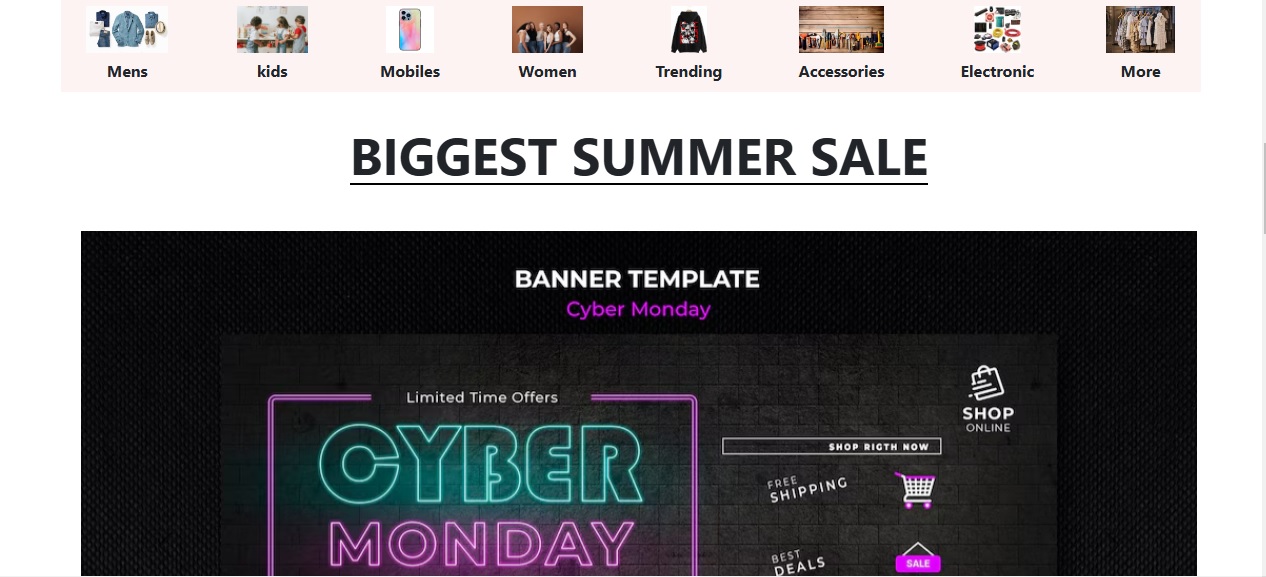 Mens kids Mobiles Women Trending Accessories Electronic More
BIGGEST SUMMER SALE
BANNER TEMPLATE
Cyber Monday
Limited Time Offers
CYBER
MONDAY
SHOP
ONLINE
SHOP RIGTH NOW
FREE
SHIPPING
BEST
DEALS
SALE